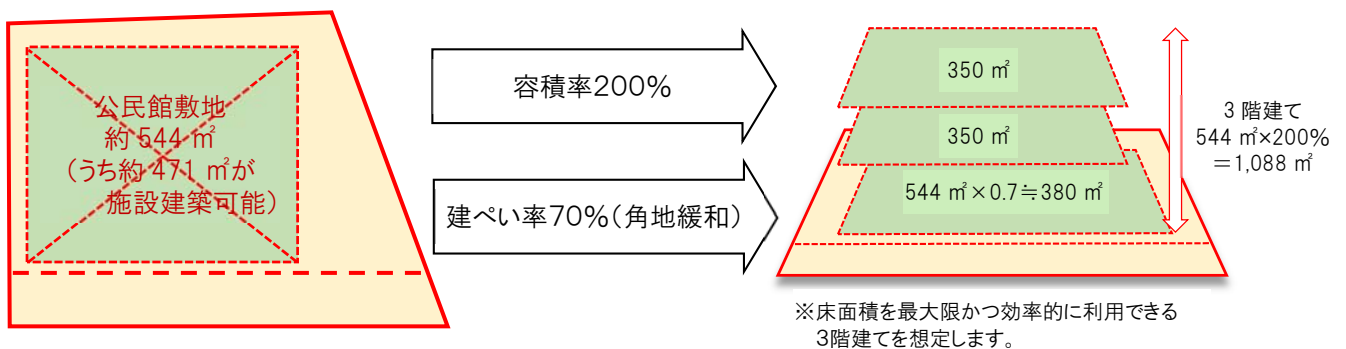 公民館敷地
約 544 ㎡
(うち約 471 ㎡が
施設建築可能)
容積率200%
建ぺい率70%(角地緩和)
350 ㎡
350 ㎡
544 ㎡×0.7≒380 ㎡
3 階建て
544 ㎡×200%
＝1,088 ㎡
※床面積を最大限かつ効率的に利用できる
3階建てを想定します。